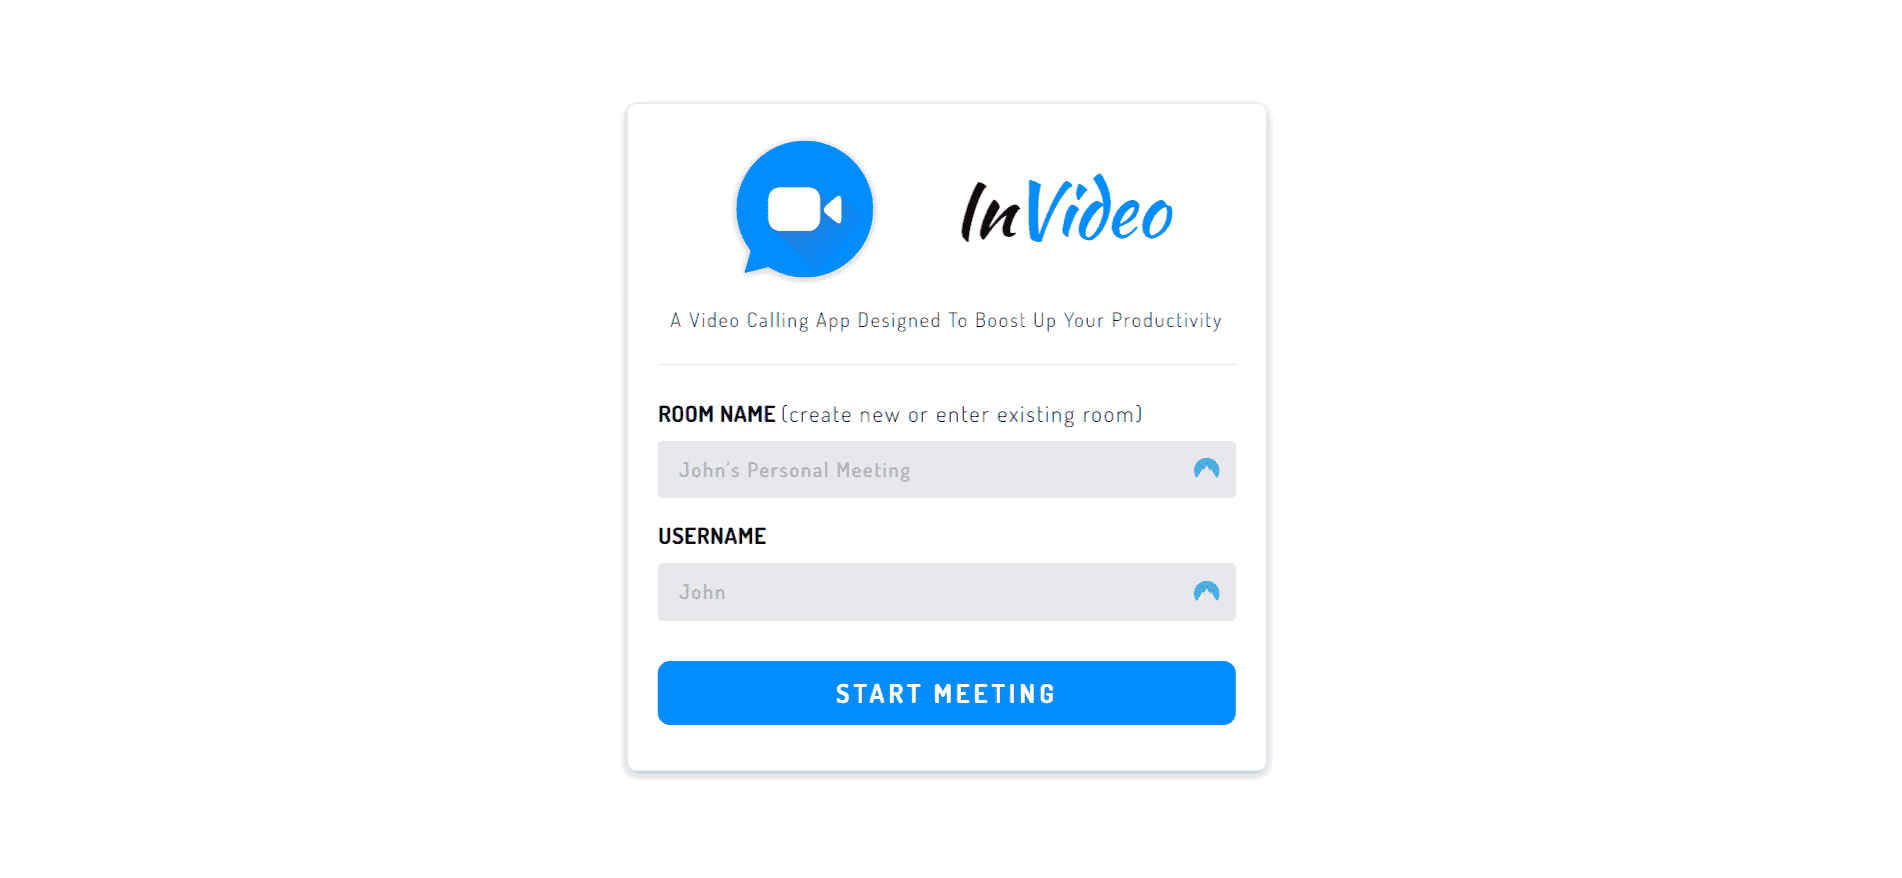 InVideo
A Video Calling App Designed To Boost Up Your Productivity
ROOM NAME (create new or enter existing room)
John's Personal Meeting
USERNAME
John
START MEETING